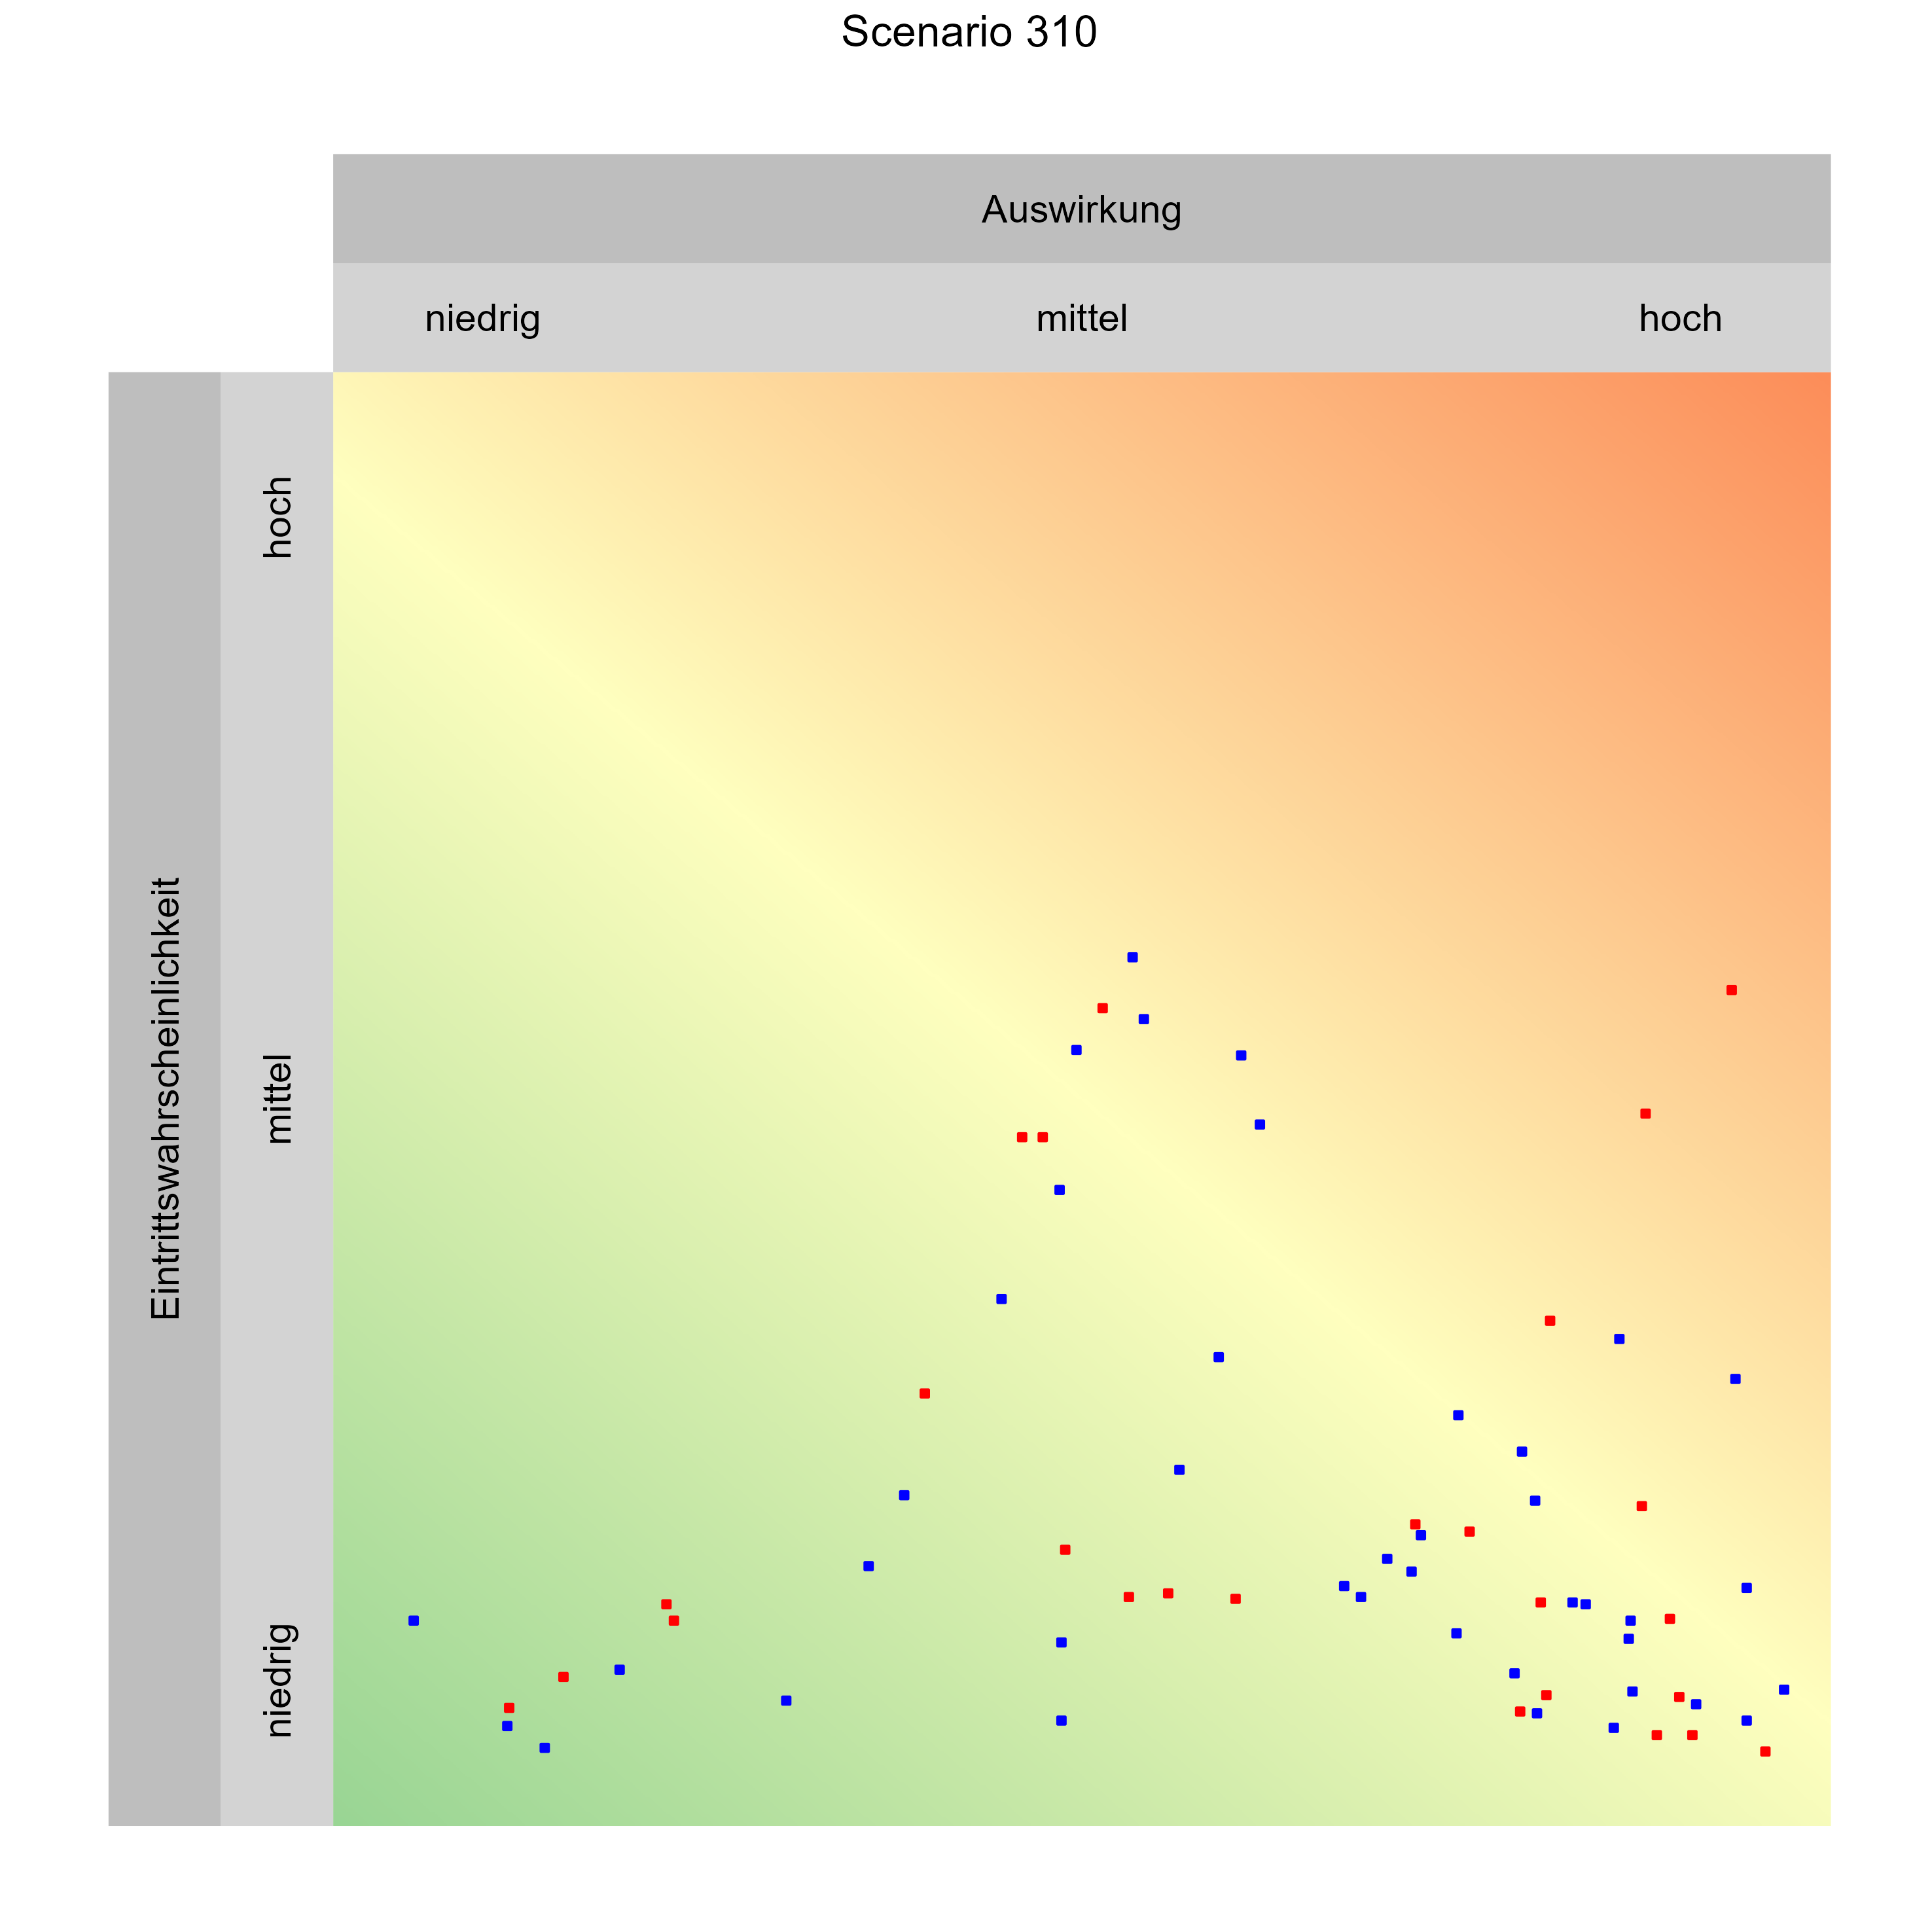 Scenario 310
Auswirkung
niedrig
mittel
hoch
Eintrittswahrscheinlichkeit
hoch
mittel
niedrig